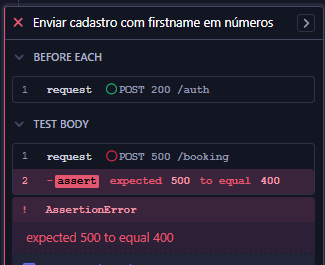 Enviar cadastro com firstname em números
BEFORE EACH
1 request POST 200 /auth
TEST BODY
1 request POST 500 /booking
2 -assert expected 500 to equal 400
! AssertionError
expected 500 to equal 400